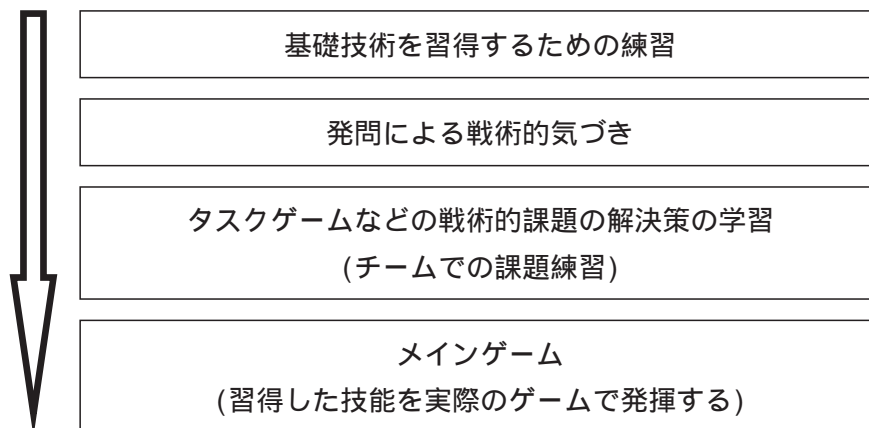 基礎技術を習得するための練習
発問による戦術的気づき
タスクゲームなどの戦術的課題の解決策の学習
(チームでの課題練習)
メインゲーム
(習得した技能を実際のゲームで発揮する)